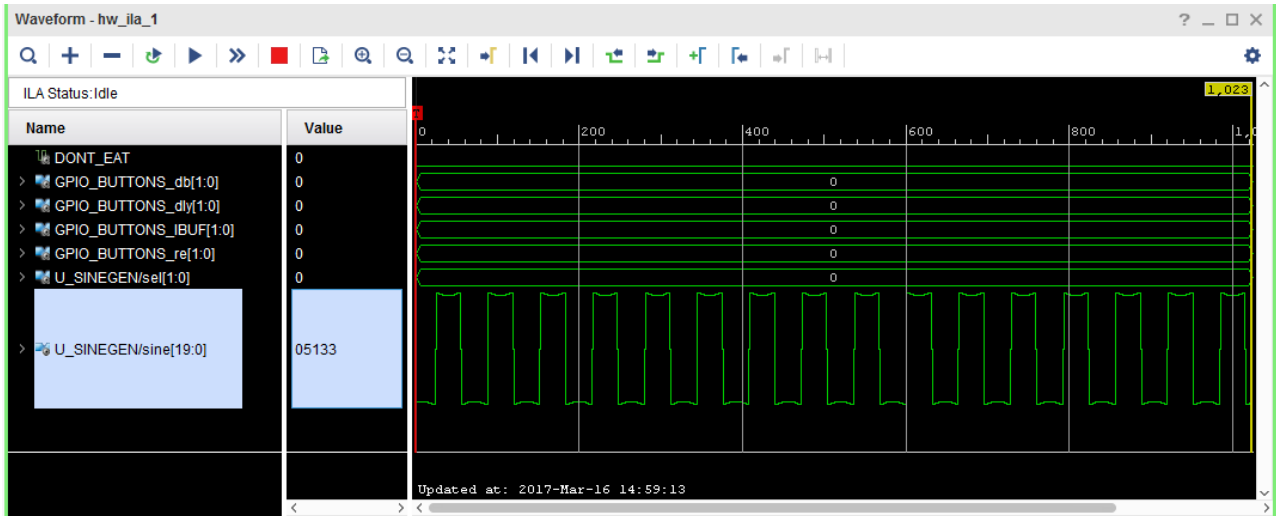 Waveform - hw_ila_1
ILA Status:Idle
1,023
Name Value
T
0 200 400 600 800
DONT_EAT 0
GPIO_BUTTONS_db[1:0] 0 0
GPIO_BUTTONS_dly[1:0] 0 0
GPIO_BUTTONS_IBUF[1:0] 0 0
GPIO_BUTTONS_re[1:0] 0 0
U_SINEGEN/sel[1:0] 0 0
U_SINEGEN/sine[19:0] 05133
Updated at: 2017-Mar-16 14:59:13